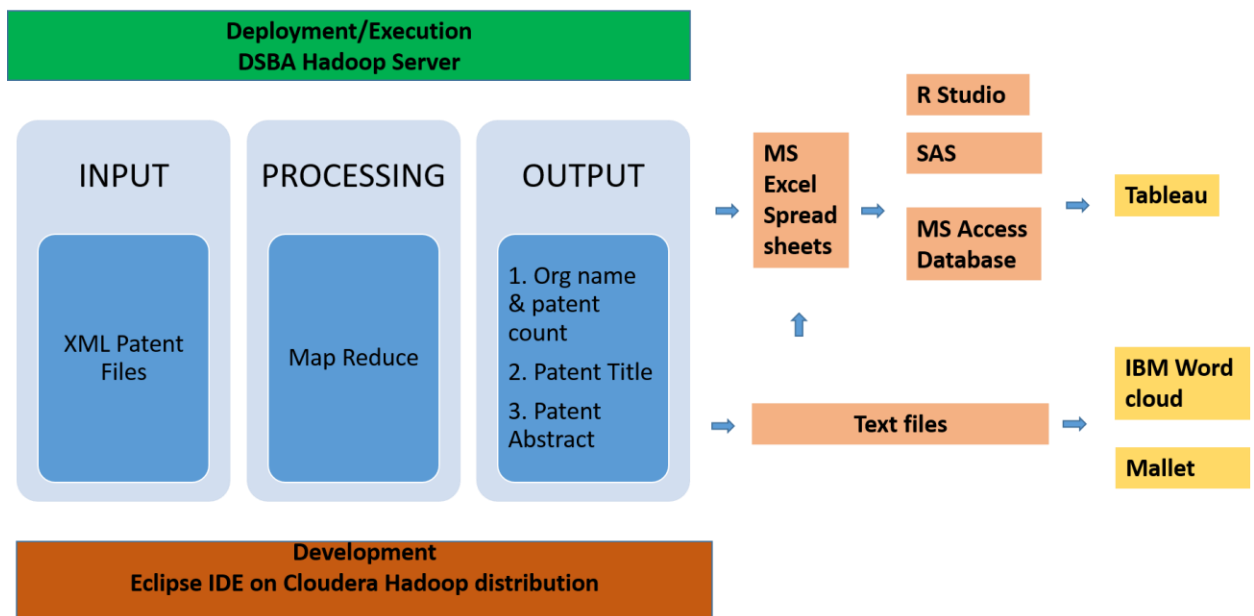 Deployment/Execution
DSBA Hadoop Server
INPUT
XML Patent
Files
PROCESSING
Map Reduce
OUTPUT
1. Org name
& patent
count
2. Patent Title
3. Patent
Abstract
MS
Excel
Spread
sheets
R Studio
SAS
MS Access
Database
Tableau
Text files
IBM Word
cloud
Mallet
Development
Eclipse IDE on Cloudera Hadoop distribution